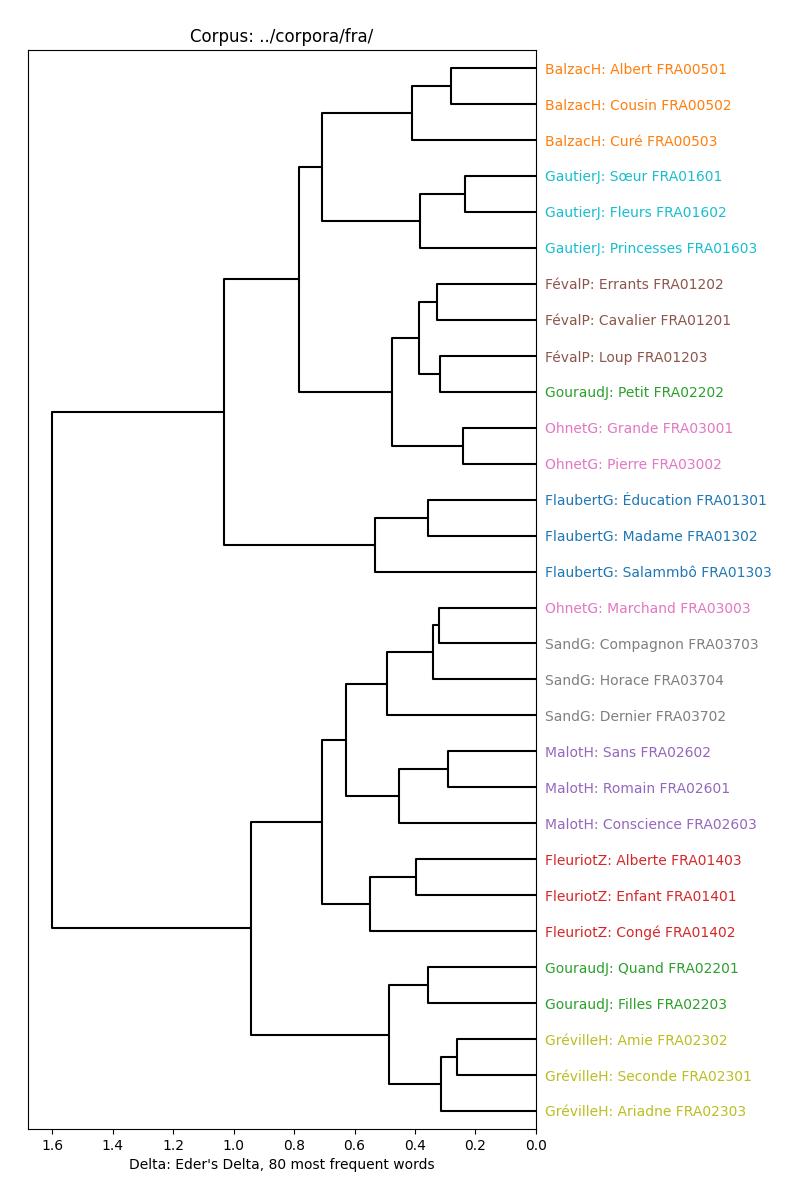 Corpus: ../corpora/fra/
BalzacH: Albert FRA00501
BalzacH: Cousin FRA00502
BalzacH: Curé FRA00503
GautierJ: Sœur FRA01601
GautierJ: Fleurs FRA01602
GautierJ: Princesses FRA01603
FévalP: Errants FRA01202
FévalP: Cavalier FRA01201
FévalP: Loup FRA01203
GouraudJ: Petit FRA02202
OhnetG: Grande FRA03001
OhnetG: Pierre FRA03002
FlaubertG: Éducation FRA01301
FlaubertG: Madame FRA01302
FlaubertG: Salammbô FRA01303
OhnetG: Marchand FRA03003
SandG: Compagnon FRA03703
SandG: Horace FRA03704
SandG: Dernier FRA03702
MalotH: Sans FRA02602
MalotH: Romain FRA02601
MalotH: Conscience FRA02603
FleuriotZ: Alberte FRA01403
FleuriotZ: Enfant FRA01401
FleuriotZ: Congé FRA01402
GouraudJ: Quand FRA02201
GouraudJ: Filles FRA02203
GrévilleH: Amie FRA02302
GrévilleH: Seconde FRA02301
GrévilleH: Ariadne FRA02303
1.6 1.4 1.2 1.0 0.8 0.6 0.4 0.2 0.0
Delta: Eder's Delta, 80 most frequent words